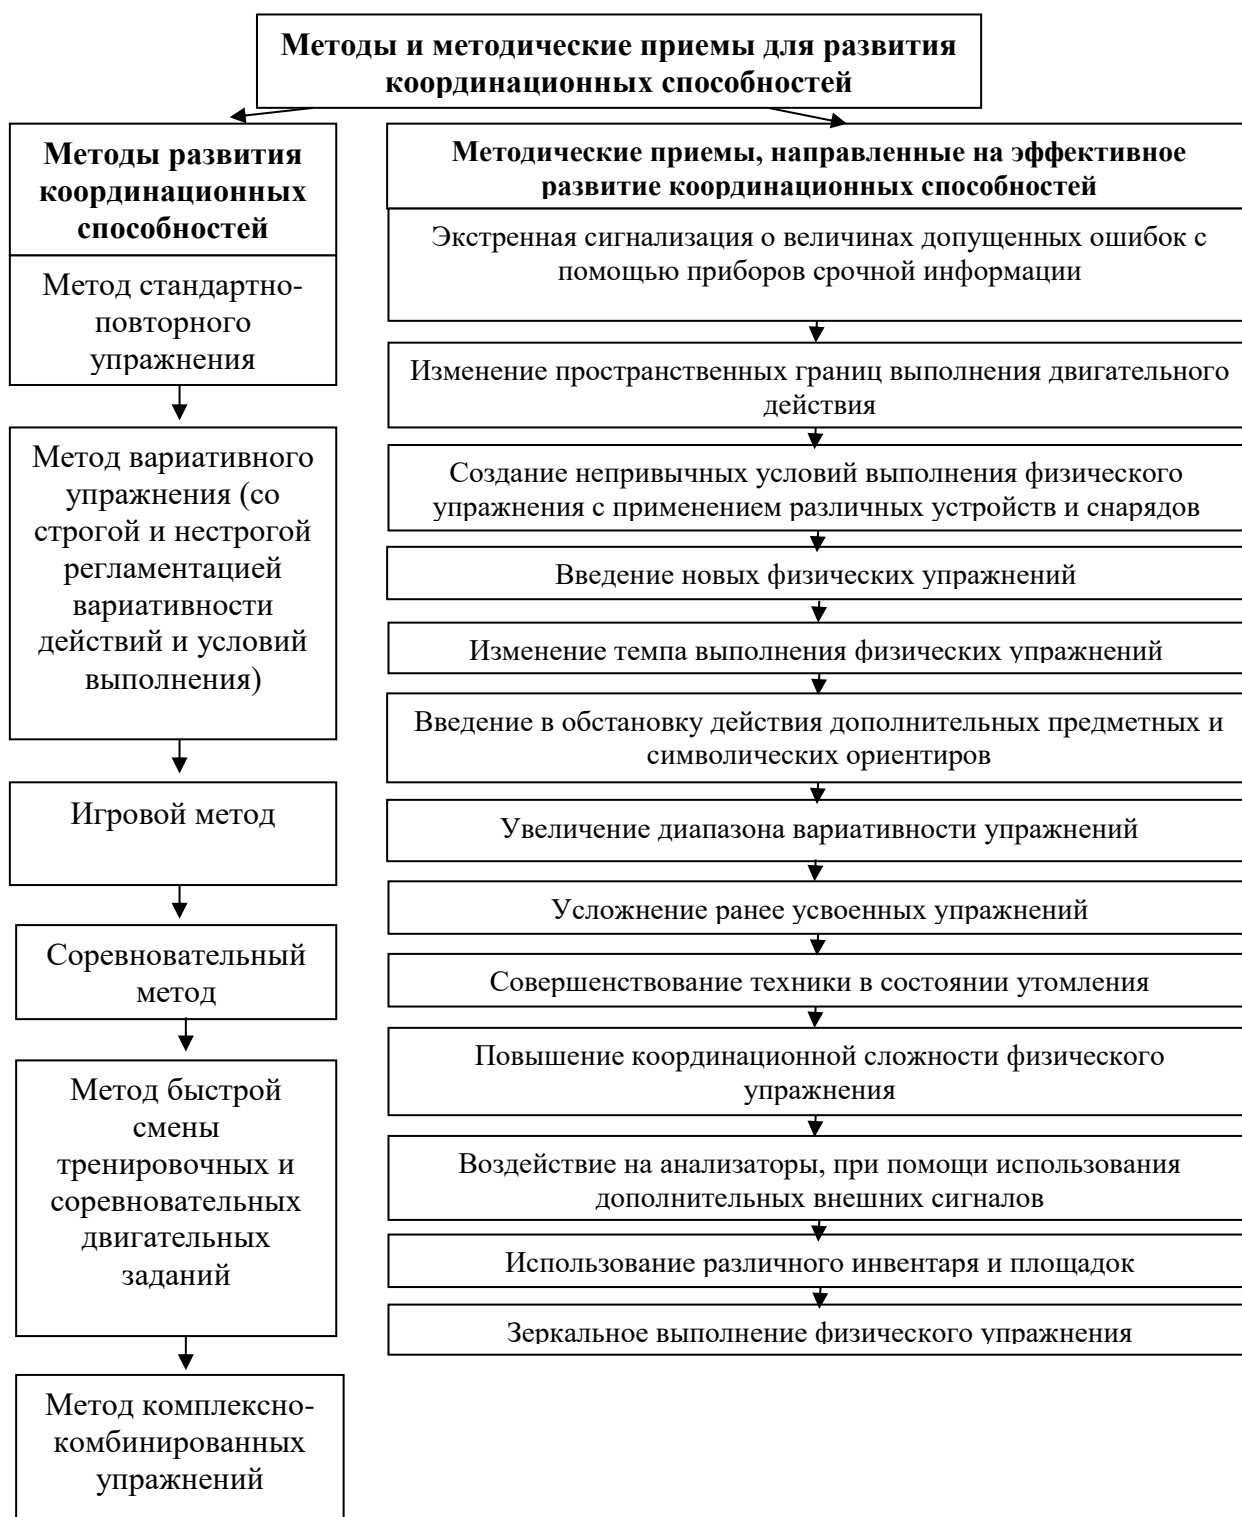 Методы и методические приемы для развития
координационных способностей
Методы развития
координационных
способностей
Метод стандартно-
повторного
упражнения
Метод вариативного
упражнения (со
строгой и нестрогой
регламентацией
вариативности
действий и условий
выполнения)
Игровой метод
Соревновательный
метод
Метод быстрой
смены
тренировочных и
соревновательных
двигательных
заданий
Метод комплексно-
комбинированных
упражнений
Методические приемы, направленные на эффективное
развитие координационных способностей
Экстренная сигнализация о величинах допущенных ошибок с
помощью приборов срочной информации
Изменение пространственных границ выполнения двигательного
действия
Создание непривычных условий выполнения физического
упражнения с применением различных устройств и снарядов
Введение новых физических упражнений
Изменение темпа выполнения физических упражнений
Введение в обстановку действия дополнительных предметных и
символических ориентиров
Увеличение диапазона вариативности упражнений
Усложнение ранее усвоенных упражнений
Совершенствование техники в состоянии утомления
Повышение координационной сложности физического
упражнения
Воздействие на анализаторы, при помощи использования
дополнительных внешних сигналов
Использование различного инвентаря и площадок
Зеркальное выполнение физического упражнения